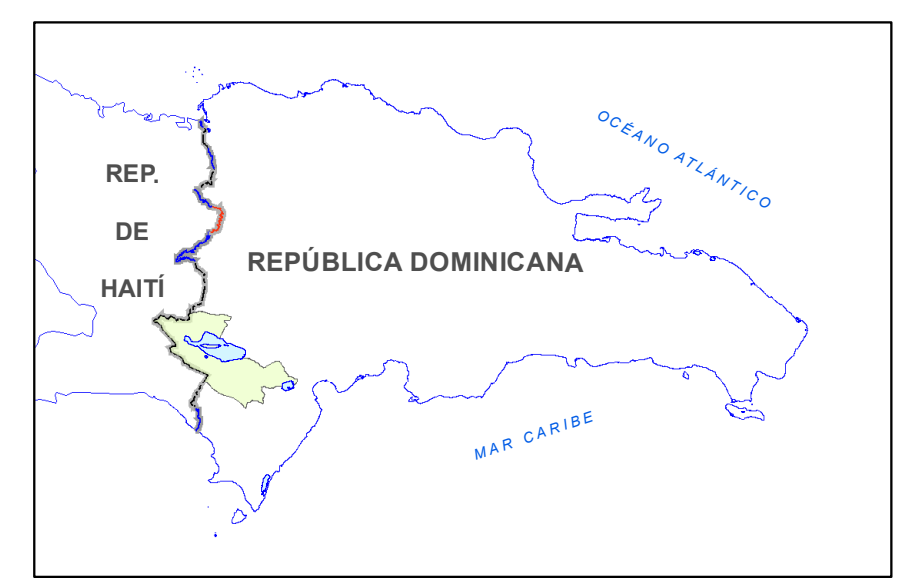 OCÉANO ATLÁNTICO
REP.
DE
HAITÍ
REPÚBLICA DOMINICANA
MAR CARIBE